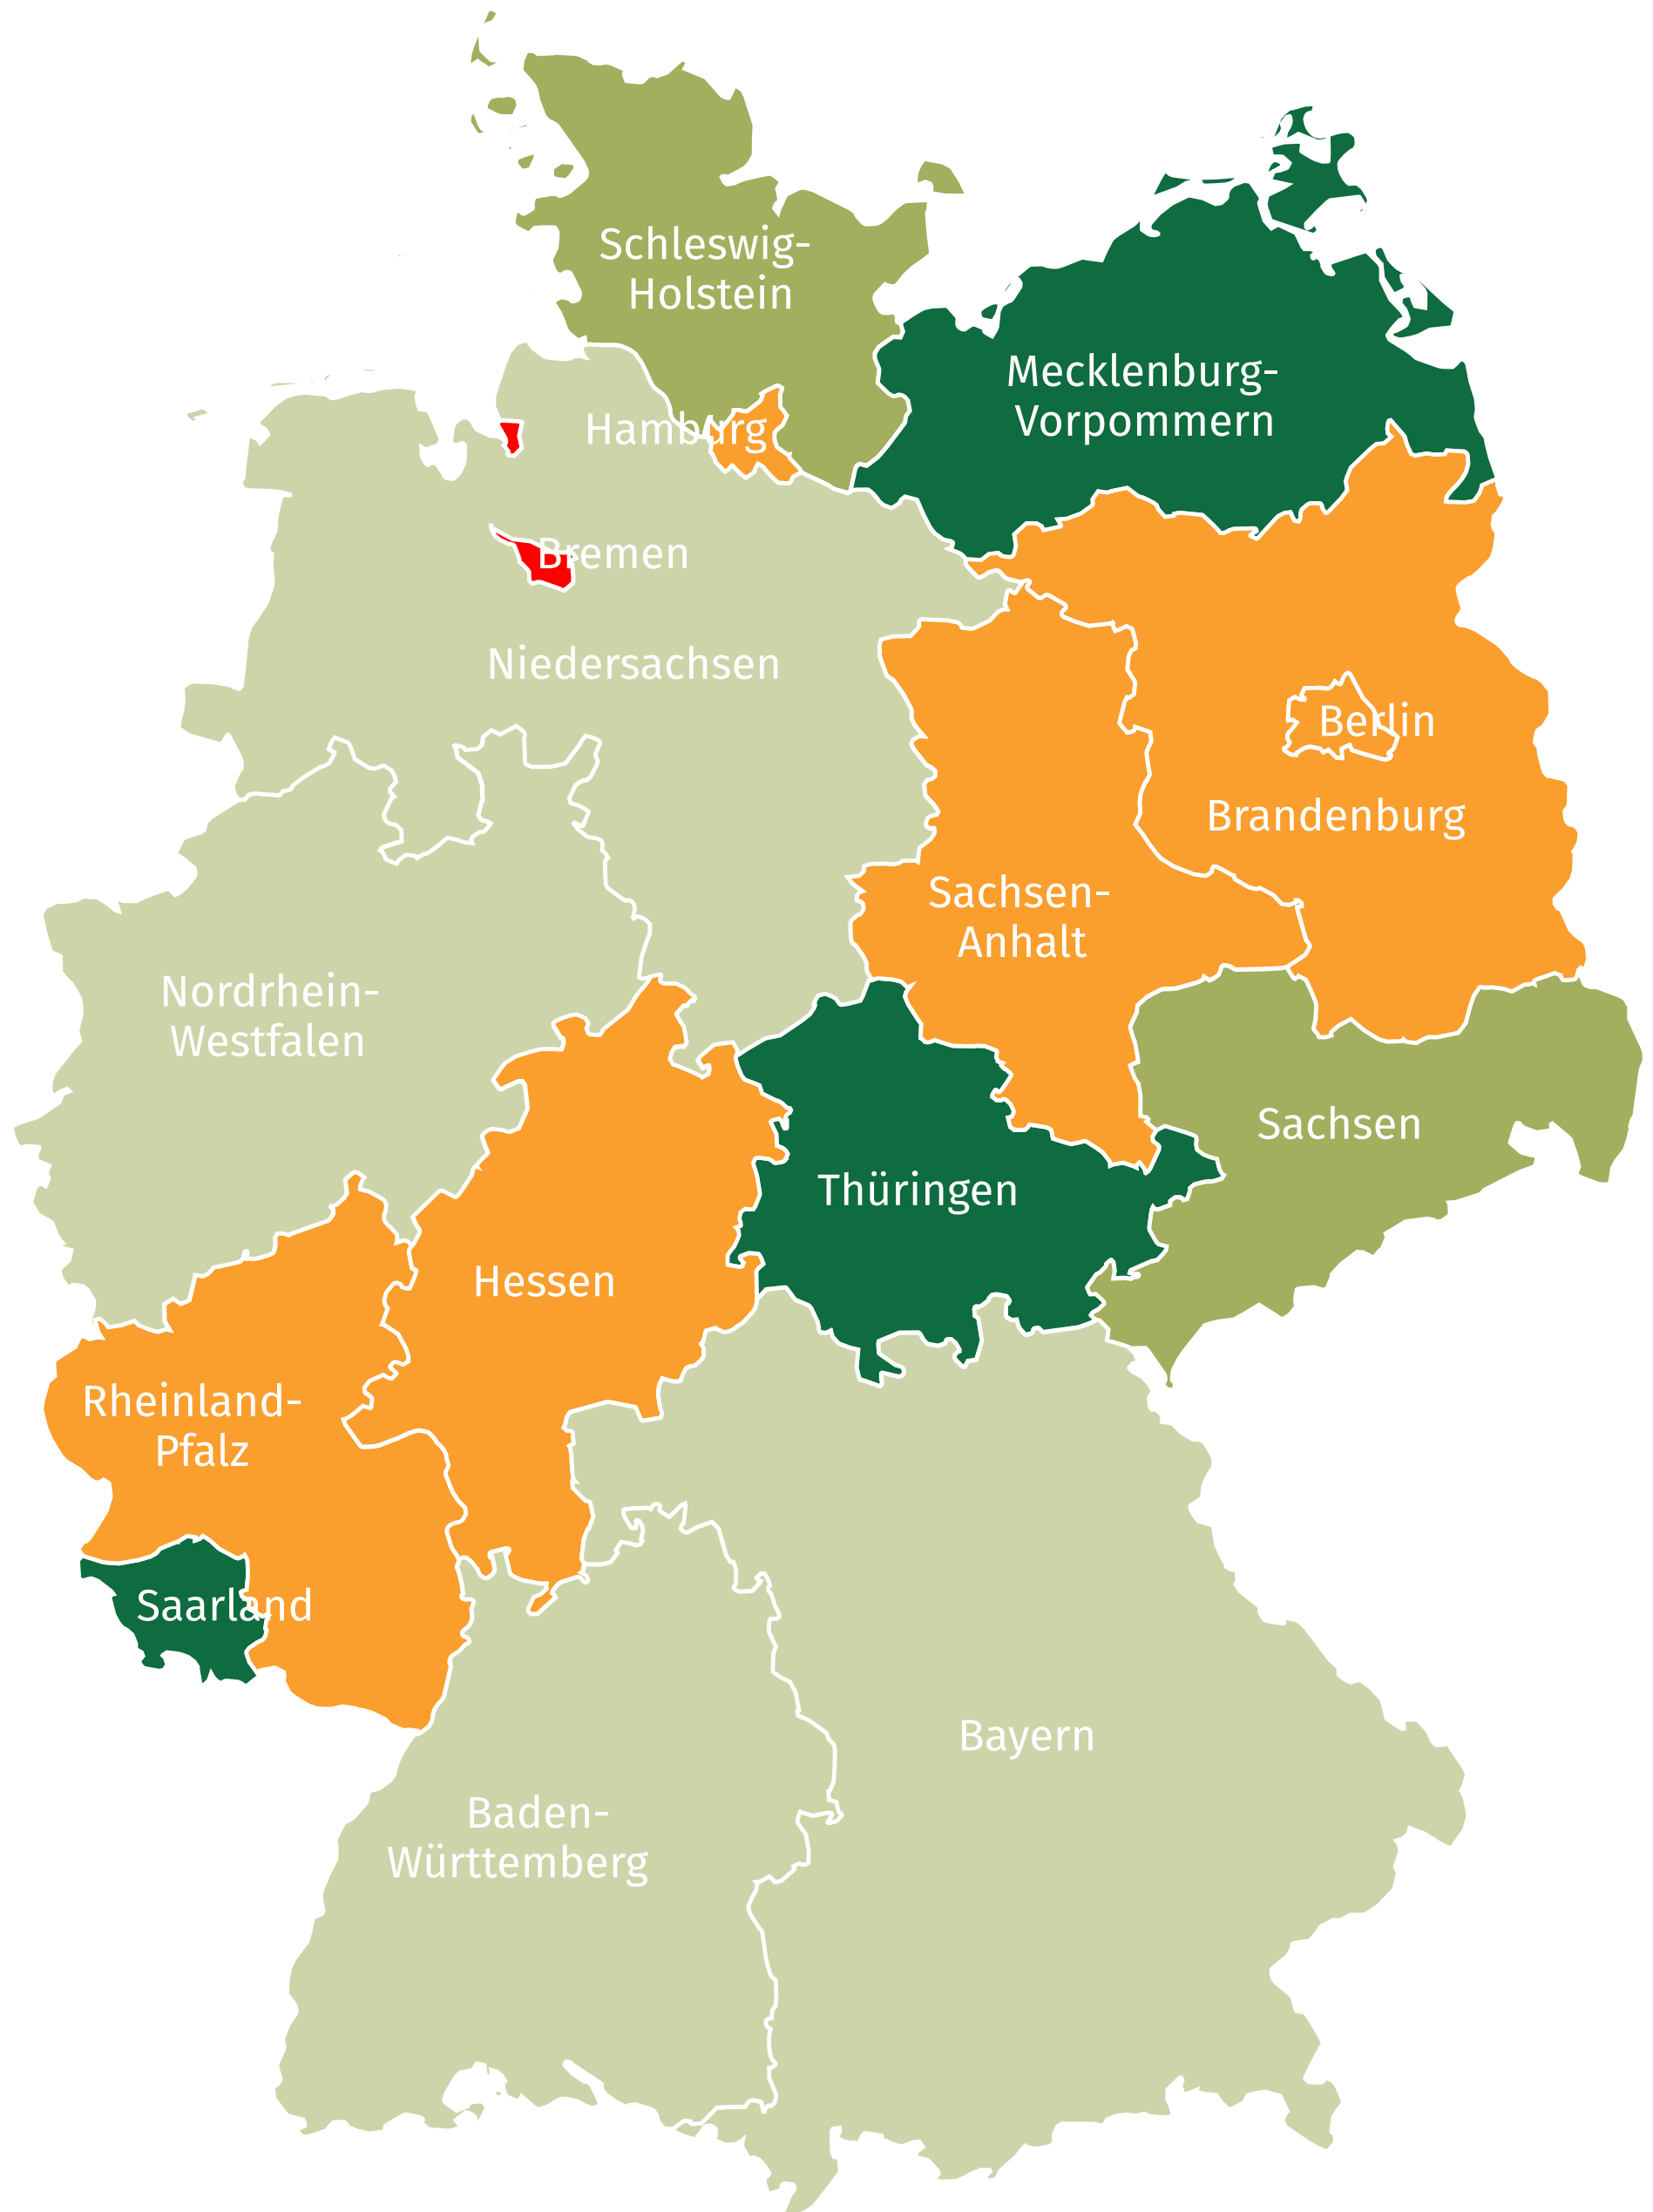 Schleswig-
Holstein
Mecklenburg-
Vorpommern
Hamburg
Bremen
Niedersachsen
Berlin
Brandenburg
Sachsen-
Anhalt
Nordrhein-
Westfalen
Sachsen
Thüringen
Hessen
Rheinland-
Pfalz
Saarland
Bayern
Baden-
Württemberg